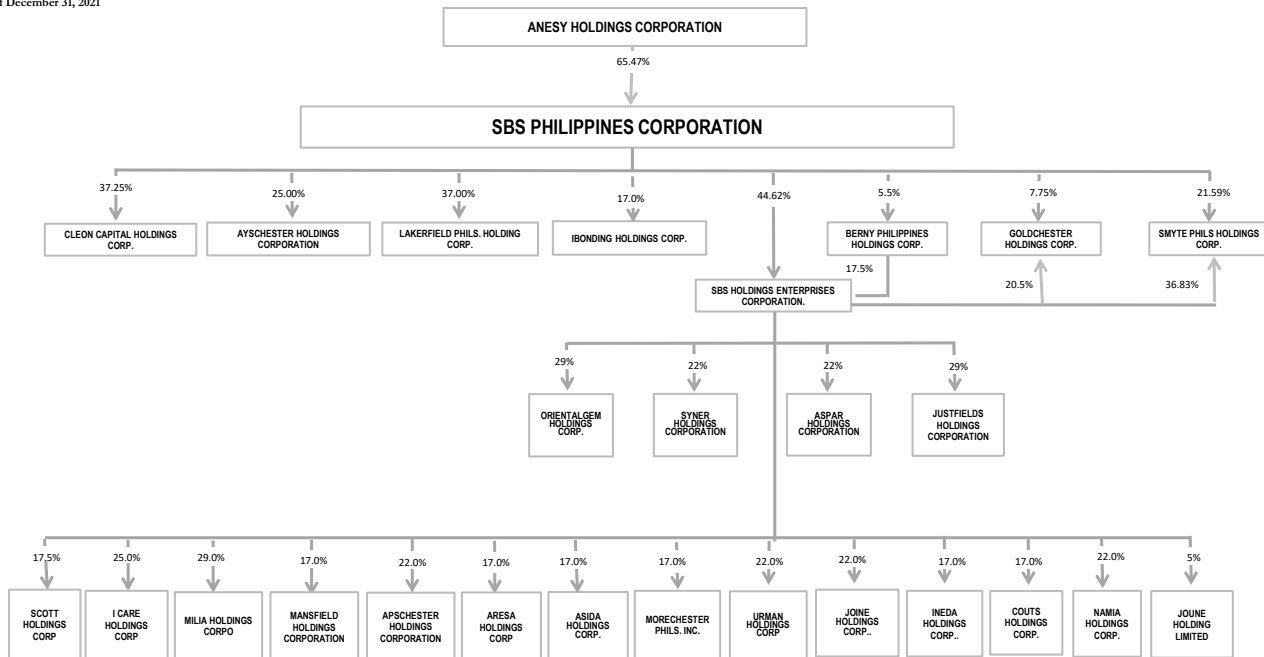 f December 31, 2021
ANESY HOLDINGS CORPORATION
65.47%
SBS PHILIPPINES CORPORATION
37.25%
25.00%
37.00%
17.0%
44.62%
5.5%
7.75%
21.59%
CLEON CAPITAL HOLDINGS
CORP.
AYSCHESTER HOLDINGS
CORPORATION
LAKERFIELD PHILS. HOLDING
CORP.
IBONDING HOLDINGS CORP.
BERNY PHILIPPINES
HOLDINGS CORP.
GOLDCHESTER
HOLDINGS CORP.
SMYTE PHILS HOLDINGS
CORP.
17.5%
20.5%
36.83%
SBS HOLDINGS ENTERPRISES
CORPORATION.
29%
22%
22%
29%
ORIENTALGEM
HOLDINGS
CORP.
SYNER
HOLDINGS
CORPORATION
ASPAR
HOLDINGS
CORPORATION
JUSTFIELDS
HOLDINGS
CORPORATION
17.5%
25.0%
29.0%
17.0%
22.0%
17.0%
17.0%
17.0%
22.0%
22.0%
17.0%
17.0%
22.0%
5%
SCOTT
HOLDINGS
CORP
I CARE
HOLDINGS
CORP
MILIA HOLDINGS
CORPO
MANSFIELD
HOLDINGS
CORPORATION
APSCHESTER
HOLDINGS
CORPORATION
ARESA
HOLDINGS
CORP
ASIDA
HOLDINGS
CORP.
MORECHESTER
PHILS. INC.
URMAN
HOLDINGS
CORP
JOINE
HOLDINGS
CORP..
INEDA
HOLDINGS
CORP..
COUTS
HOLDINGS
CORP.
NAMIA
HOLDINGS
CORP.
JOUNE
HOLDING
LIMITED